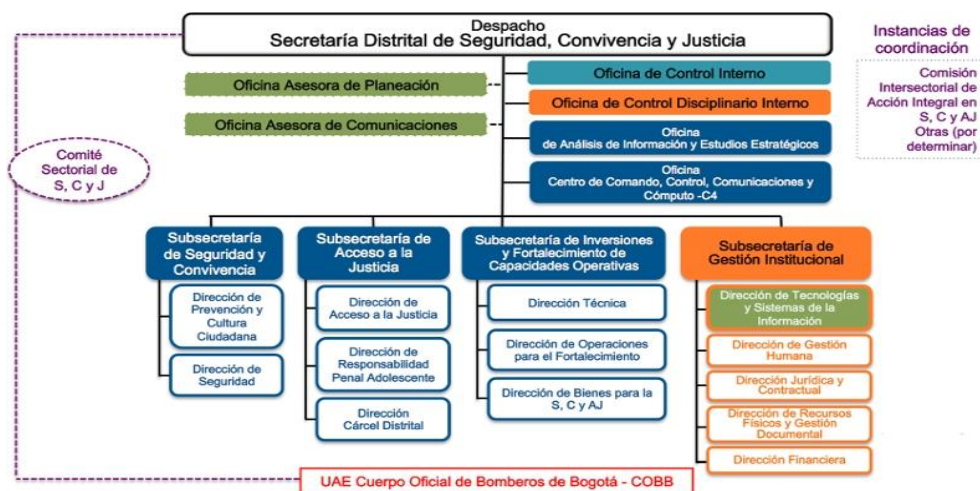 Despacho
Secretaría Distrital de Seguridad, Convivencia y Justicia
Instancias de
coordinación
Comisión
Intersectorial de
Acción Integral en
S, C y AJ
Otras (por
determinar)
Oficina Asesora de Planeación
Oficina de Control Interno
Oficina de Control Disciplinario Interno
Oficina Asesora de Comunicaciones
Oficina
de Análisis de Información y Estudios Estratégicos
Oficina
Centro de Comando, Control, Comunicaciones y
Cómputo -C4
Comité
Sectorial de
S, C y J
Subsecretaría
de Seguridad y
Convivencia
Dirección de
Prevención y
Cultura
Ciudadana
Dirección de
Seguridad
Subsecretaría de
Acceso a la
Justicia
Dirección de
Acceso a la Justicia
Dirección de
Responsabilidad
Penal Adolescente
Dirección
Cárcel Distrital
Subsecretaría de Inversiones
y Fortalecimiento de
Capacidades Operativas
Dirección Técnica
Dirección de Operaciones
para el Fortalecimiento
Dirección de Bienes para la
S, C y AJ
Subsecretaría de
Gestión Institucional
Dirección de Tecnologías
y Sistemas de la
Información
Dirección de Gestión
Humana
Dirección Jurídica y
Contractual
Dirección de Recursos
Físicos y Gestión
Documental
Dirección Financiera
UAE Cuerpo Oficial de Bomberos de Bogotá - COBB